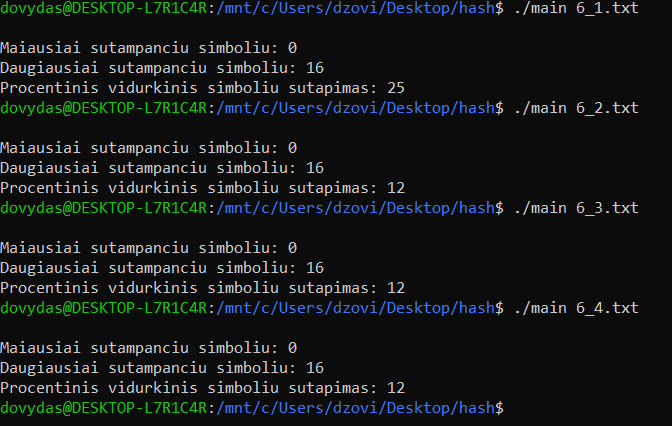 dovydas@DESKTOP-L7R1C4R:/mnt/c/Users/dzovi/Desktop/hash$ ./main 6_1.txt
Maiausiai sutampanciu simboliu: 0
Daugiausiai sutampanciu simboliu: 16
Procentinis vidurkinis simboliu sutapimas: 25
dovydas@DESKTOP-L7R1C4R:/mnt/c/Users/dzovi/Desktop/hash$ ./main 6_2.txt
Maiausiai sutampanciu simboliu: 0
Daugiausiai sutampanciu simboliu: 16
Procentinis vidurkinis simboliu sutapimas: 12
dovydas@DESKTOP-L7R1C4R:/mnt/c/Users/dzovi/Desktop/hash$ ./main 6_3.txt
Maiausiai sutampanciu simboliu: 0
Daugiausiai sutampanciu simboliu: 16
Procentinis vidurkinis simboliu sutapimas: 12
dovydas@DESKTOP-L7R1C4R:/mnt/c/Users/dzovi/Desktop/hash$ ./main 6_4.txt
Maiausiai sutampanciu simboliu: 0
Daugiausiai sutampanciu simboliu: 16
Procentinis vidurkinis simboliu sutapimas: 12
dovydas@DESKTOP-L7R1C4R:/mnt/c/Users/dzovi/Desktop/hash$